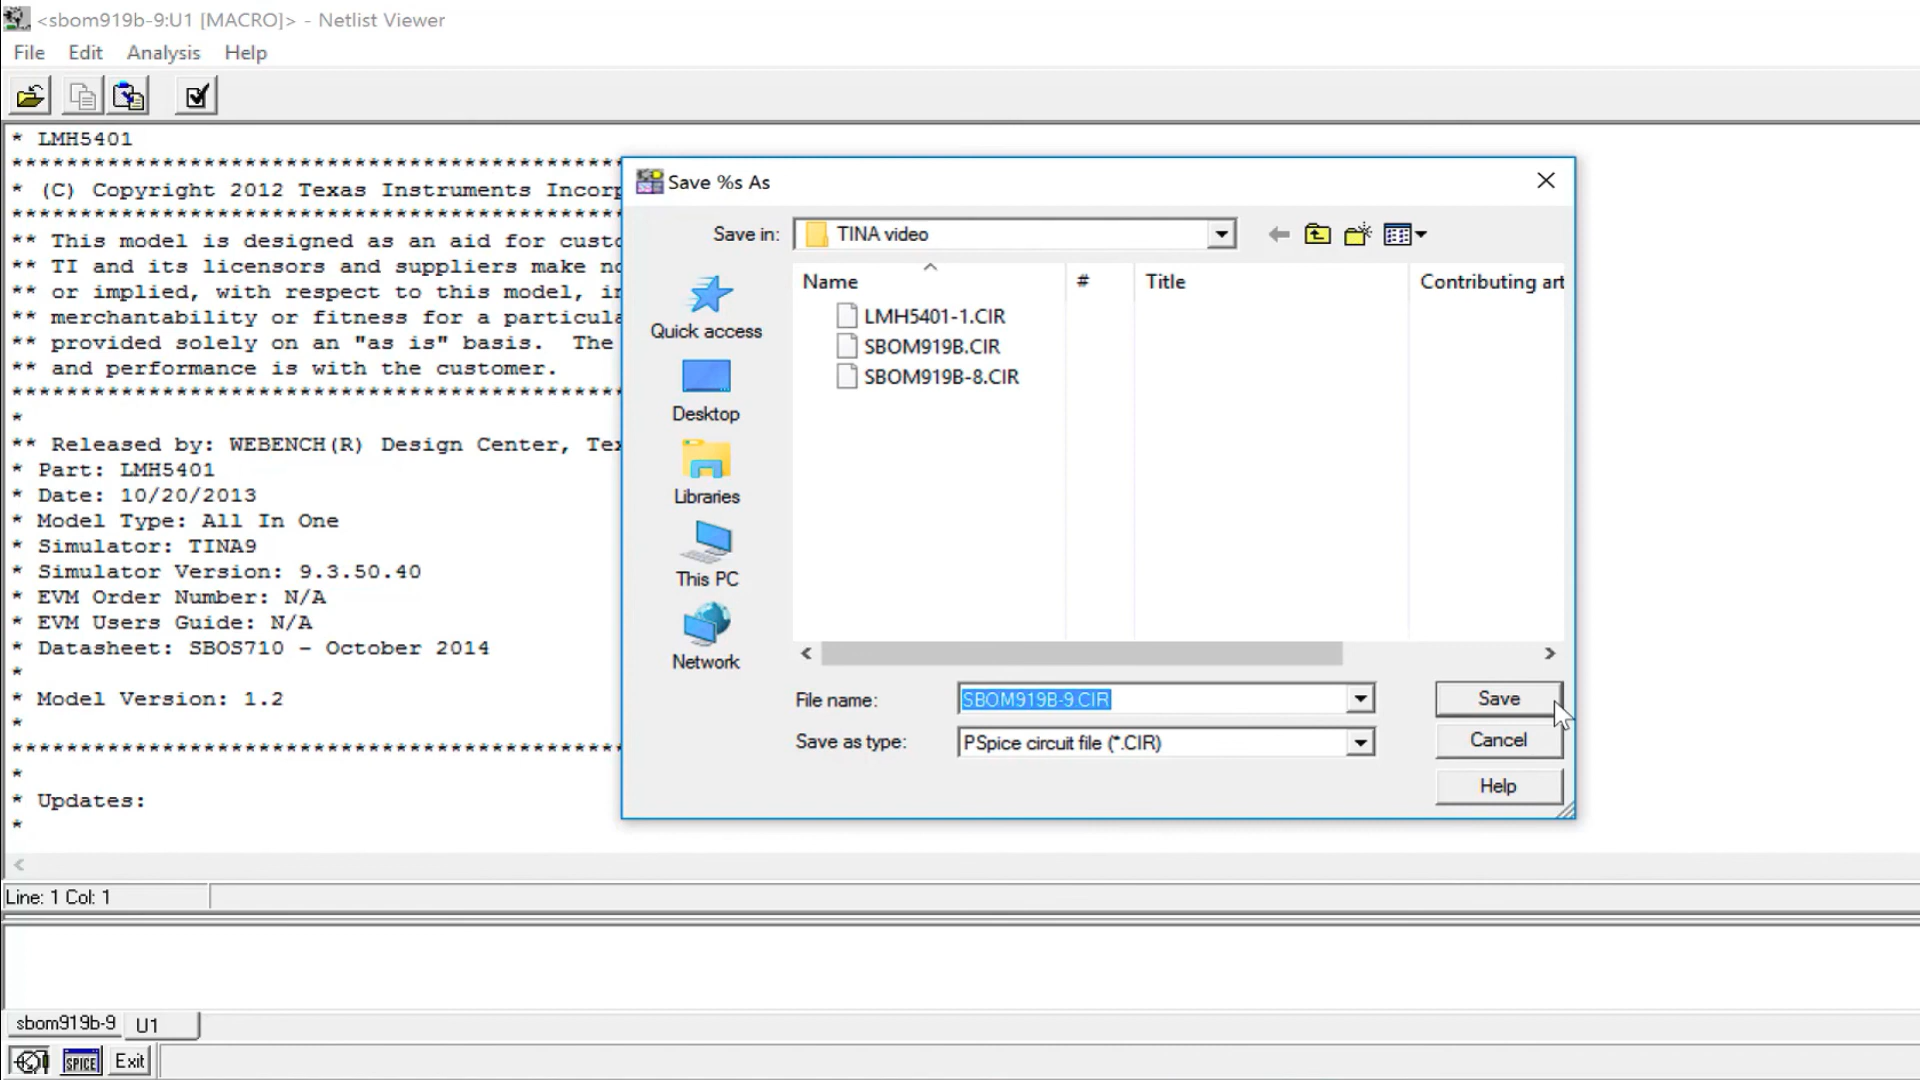 <sbom919b-9:U1 [MACRO]> - Netlist Viewer
File Edit Analysis Help
* LMH5401
*********************************************
* (C) Copyright 2012 Texas Instruments Incorp
*********************************************
** This model is designed as an aid for custo
** TI and its licensors and suppliers make no
** or implied, with respect to this model, in
** merchantability or fitness for a particula
** provided solely on an "as is" basis.  The
** and performance is with the customer.
*********************************************
*
** Released by: WEBENCH(R) Design Center, Tex
* Part: LMH5401
* Date: 10/20/2013
* Model Type: All In One
* Simulator: TINA9
* Simulator Version: 9.3.50.40
* EVM Order Number: N/A
* EVM Users Guide: N/A
* Datasheet: SBOS710 – October 2014
*
* Model Version: 1.2
*
*********************************************
*
* Updates:
*
Save %s As
Save in: TINA video
Name # Title Contributing art
LMH5401-1.CIR
SBOM919B.CIR
SBOM919B-8.CIR
Quick access
Desktop
Libraries
This PC
Network
File name: SBOM919B-9.CIR Save
Save as type: PSpice circuit file (*.CIR) Cancel
Help
Line: 1 Col: 1
sbom919b-9 U1
SPICE Exit